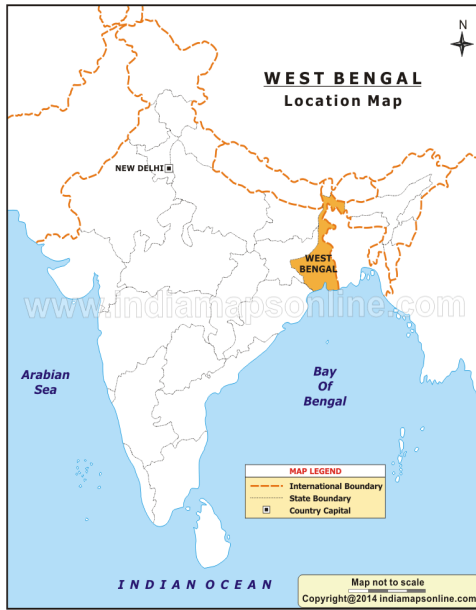 N
WEST BENGAL
Location Map
NEW DELHI
WEST
BENGAL
www.indiamapsonline.com
Arabian
Sea
Bay
Of
Bengal
MAP LEGEND
International Boundary
State Boundary
Country Capital
INDIAN OCEAN
Map not to scale
Copyright@2014 indiamapsonline.com